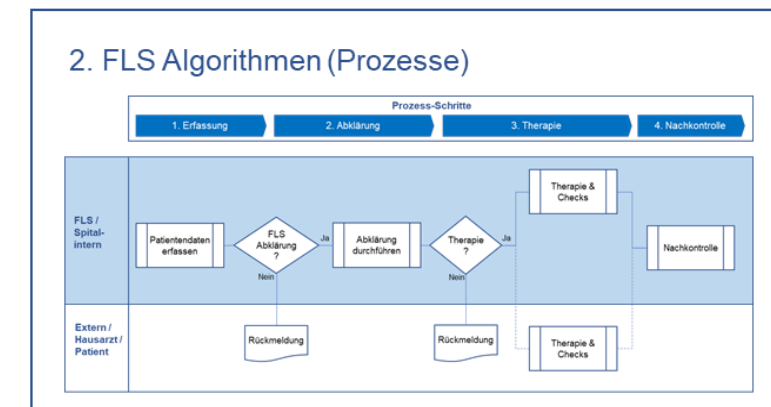 2. FLS Algorithmen (Prozesse)
Prozess-Schritte
1. Erfassung
2. Abklärung
3. Therapie
4. Nachkontrolle
FLS /
Spital-
intern
Patientendaten
erfassen
FLS
Abklärung
?
Ja
Nein
Abklärung
durchführen
Therapie
?
Ja
Nein
Therapie &
Checks
Nachkontrolle
Extern /
Hausarzt /
Patient
Rückmeldung
Rückmeldung
Therapie &
Checks